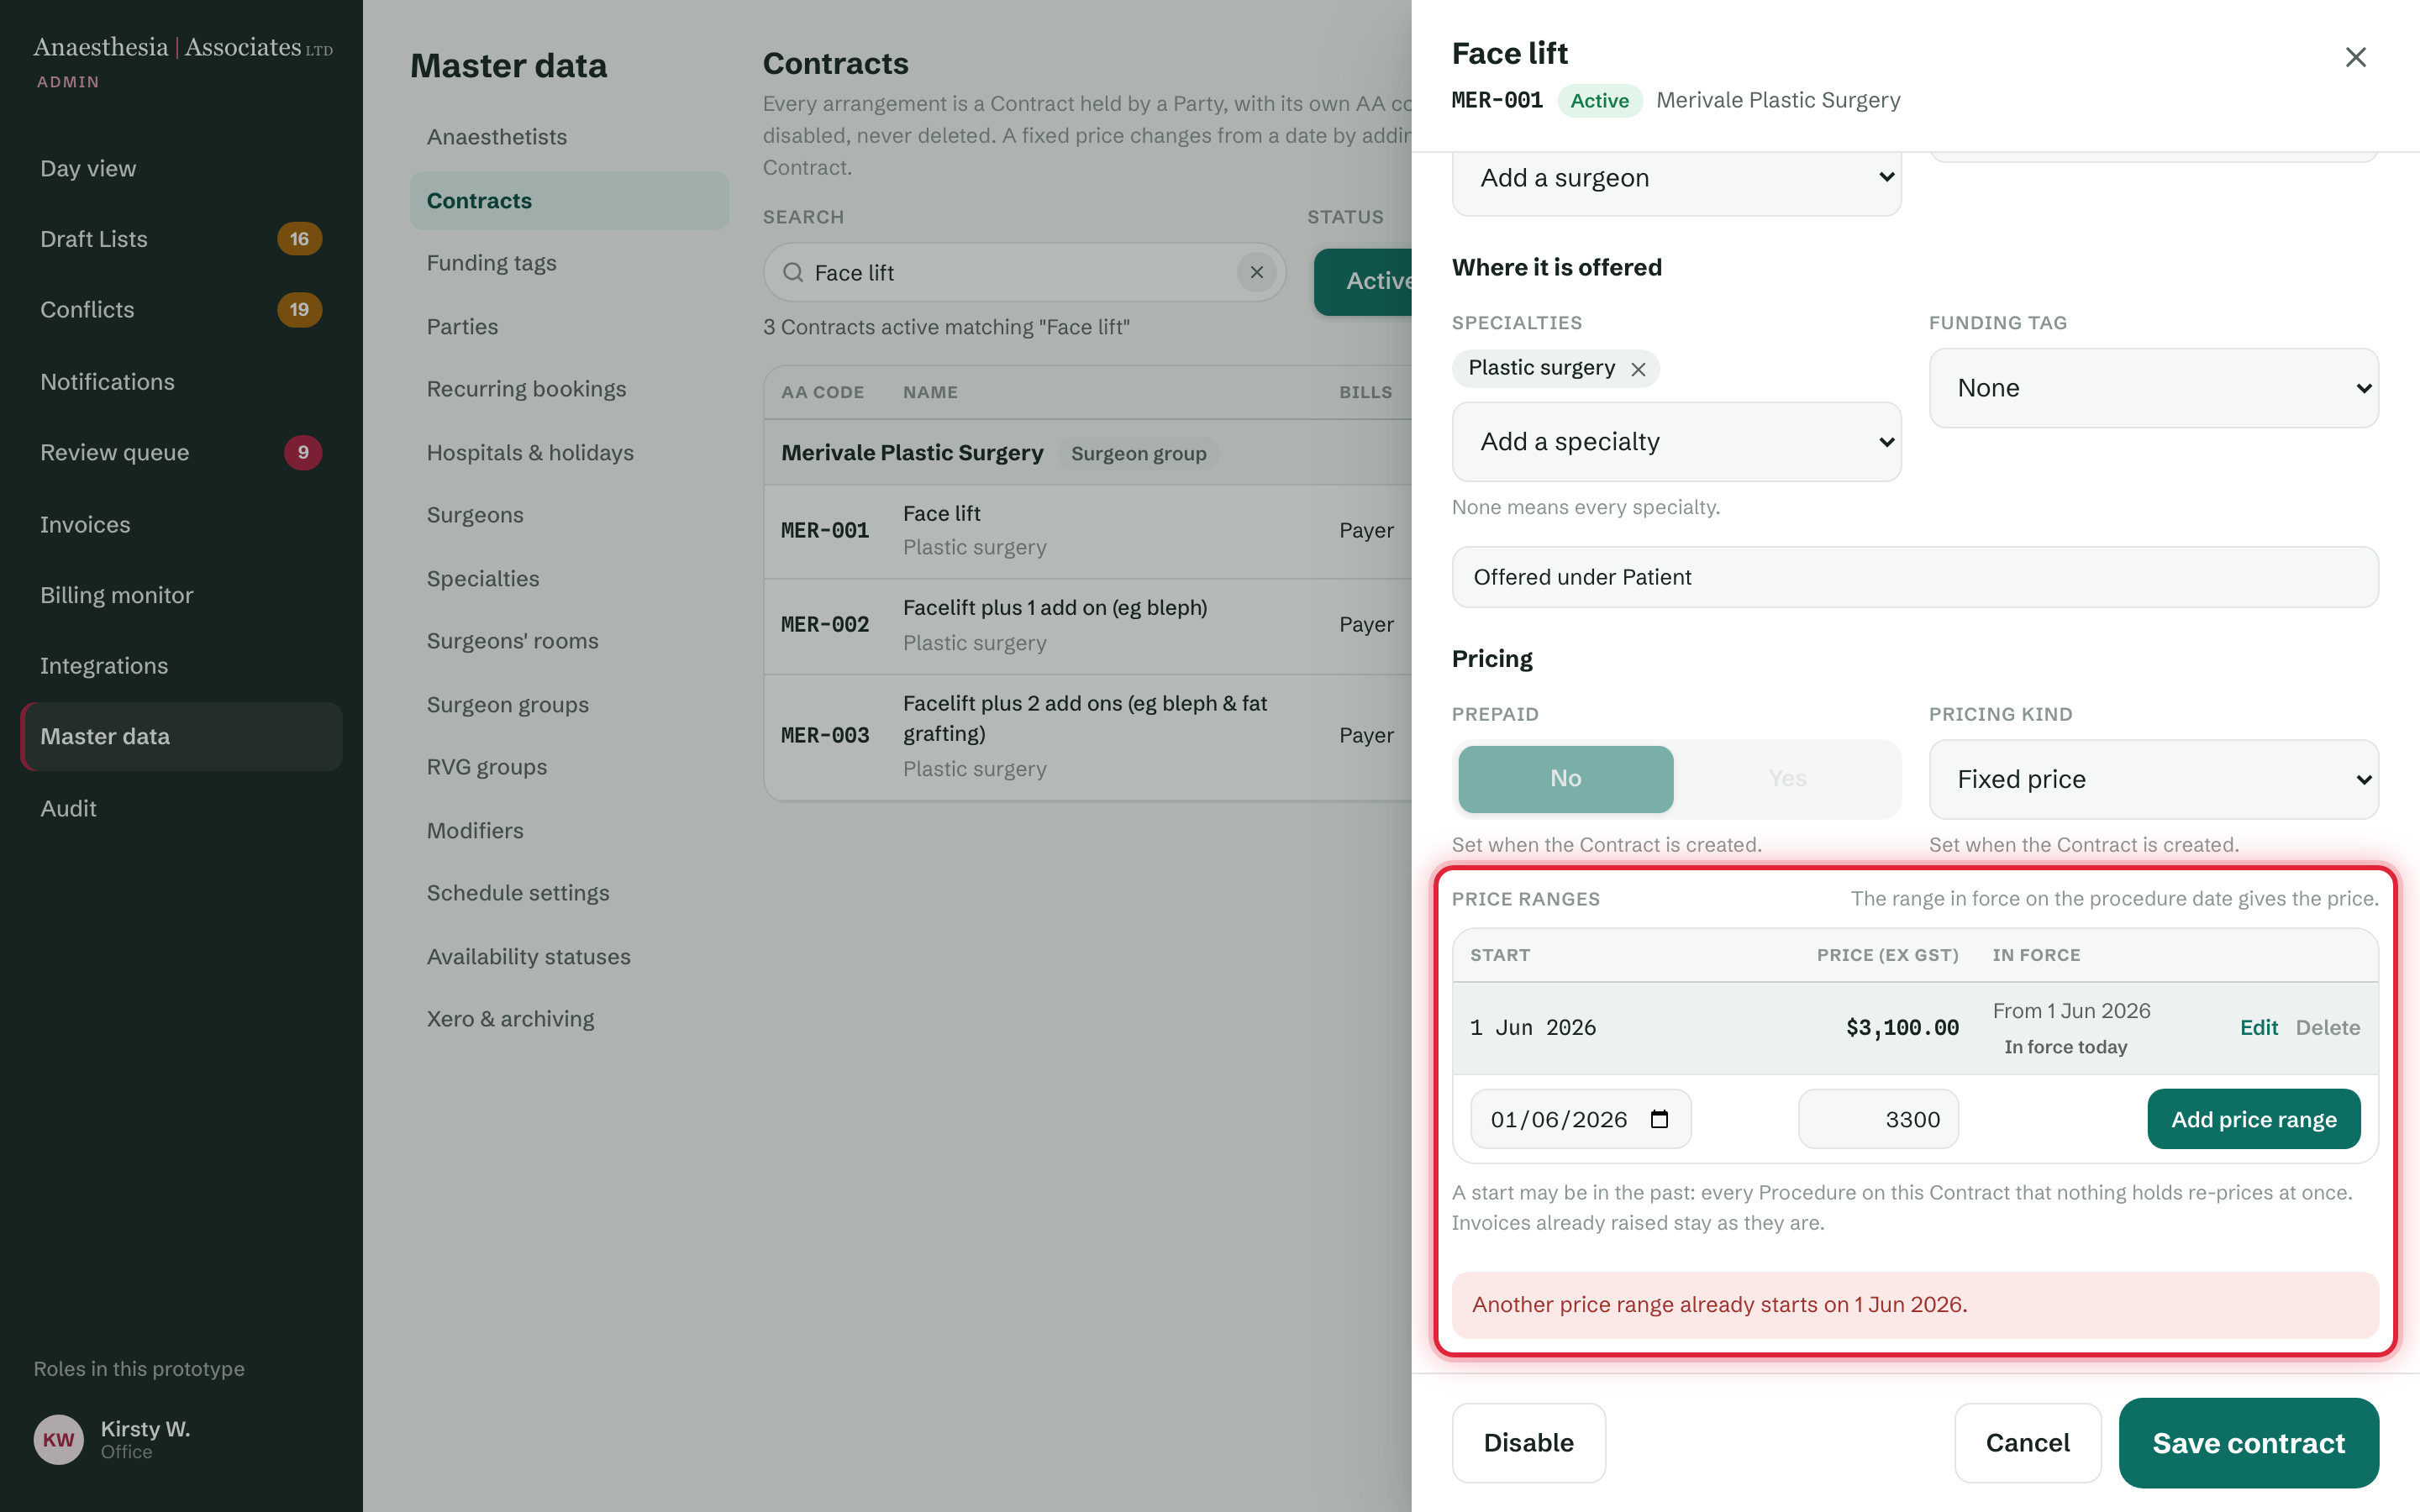 Anaesthesia | Associates LTD
ADMIN
Day view
Draft Lists 16
Conflicts 19
Notifications
Review queue 9
Invoices
Billing monitor
Integrations
Master data
Audit
Roles in this prototype
KW
Kirsty W.
Office
Master data
Anaesthetists
Contracts
Funding tags
Parties
Recurring bookings
Hospitals & holidays
Surgeons
Specialties
Surgeons' rooms
Surgeon groups
RVG groups
Modifiers
Schedule settings
Availability statuses
Xero & archiving
Contracts
Every arrangement is a Contract held by a Party, with its own AA co
disabled, never deleted. A fixed price changes from a date by addin
Contract.
SEARCH STATUS
Face lift
Active
3 Contracts active matching "Face lift"
AA CODE NAME BILLS
Merivale Plastic Surgery Surgeon group
MER-001 Face lift Payer
Plastic surgery
MER-002 Facelift plus 1 add on (eg bleph) Payer
Plastic surgery
MER-003 Facelift plus 2 add ons (eg bleph & fat
grafting) Payer
Plastic surgery
Face lift
MER-001 Active Merivale Plastic Surgery
Add a surgeon
Where it is offered
SPECIALTIES FUNDING TAG
Plastic surgery
None
Add a specialty
None means every specialty.
Offered under Patient
Pricing
PREPAID PRICING KIND
No Yes Fixed price
Set when the Contract is created. Set when the Contract is created.
PRICE RANGES The range in force on the procedure date gives the price.
START PRICE (EX GST) IN FORCE
1 Jun 2026 $3,100.00 From 1 Jun 2026
In force today
Edit Delete
01/06/2026 3300 Add price range
A start may be in the past: every Procedure on this Contract that nothing holds re-prices at once.
Invoices already raised stay as they are.
Another price range already starts on 1 Jun 2026.
Disable Cancel Save contract